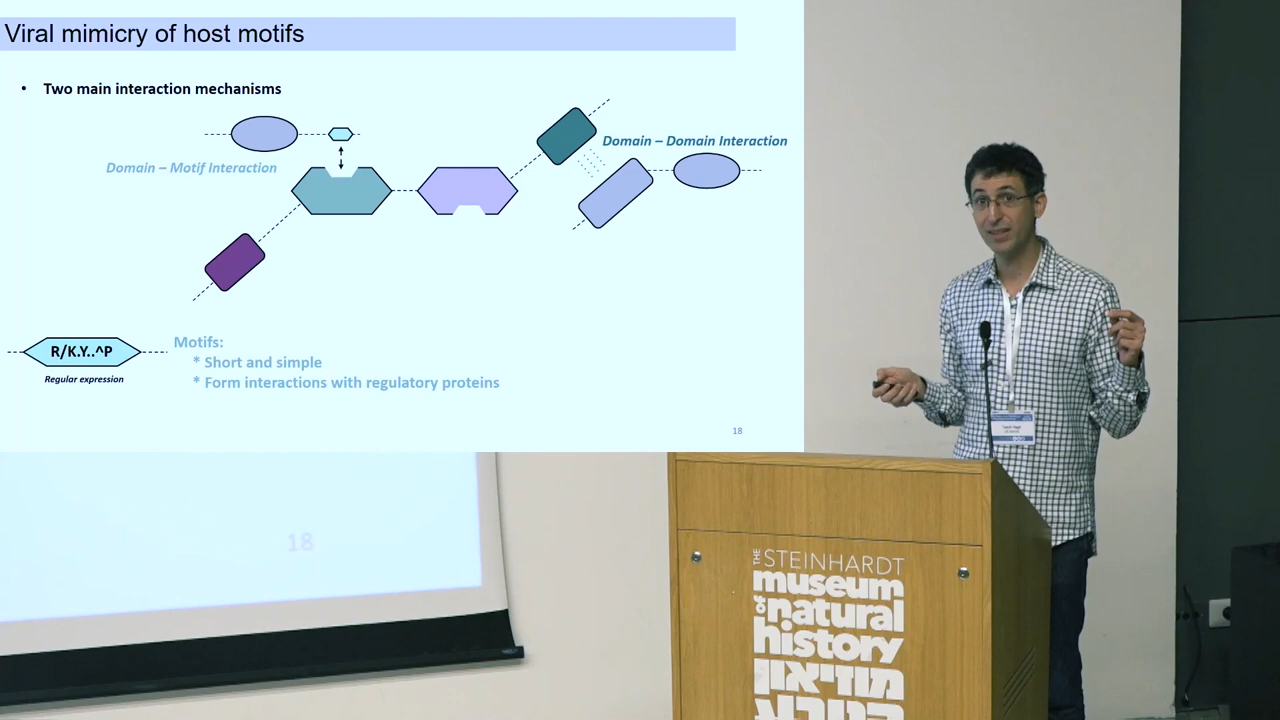 Viral mimicry of host motifs
• Two main interaction mechanisms
Domain – Domain Interaction
Domain – Motif Interaction
R/K.Y..^P
Regular expression
Motifs:
* Short and simple
* Form interactions with regulatory proteins
18
18
THE STEINHARDT
museum
of natural
history
מוזיאון